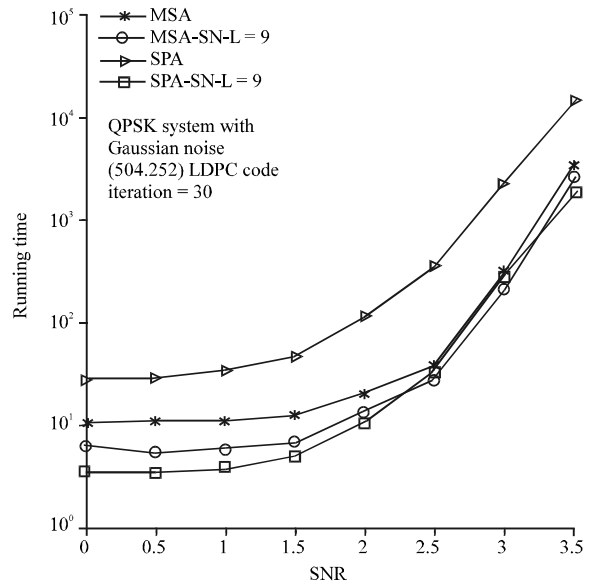 MSA
MSA-SN-L = 9
SPA
SPA-SN-L = 9
QPSK system with
Gaussian noise
(504.252) LDPC code
iteration = 30
Running time
10^5
10^4
10^3
10^2
10^1
10^0
0 0.5 1 1.5 2 2.5 3 3.5
SNR